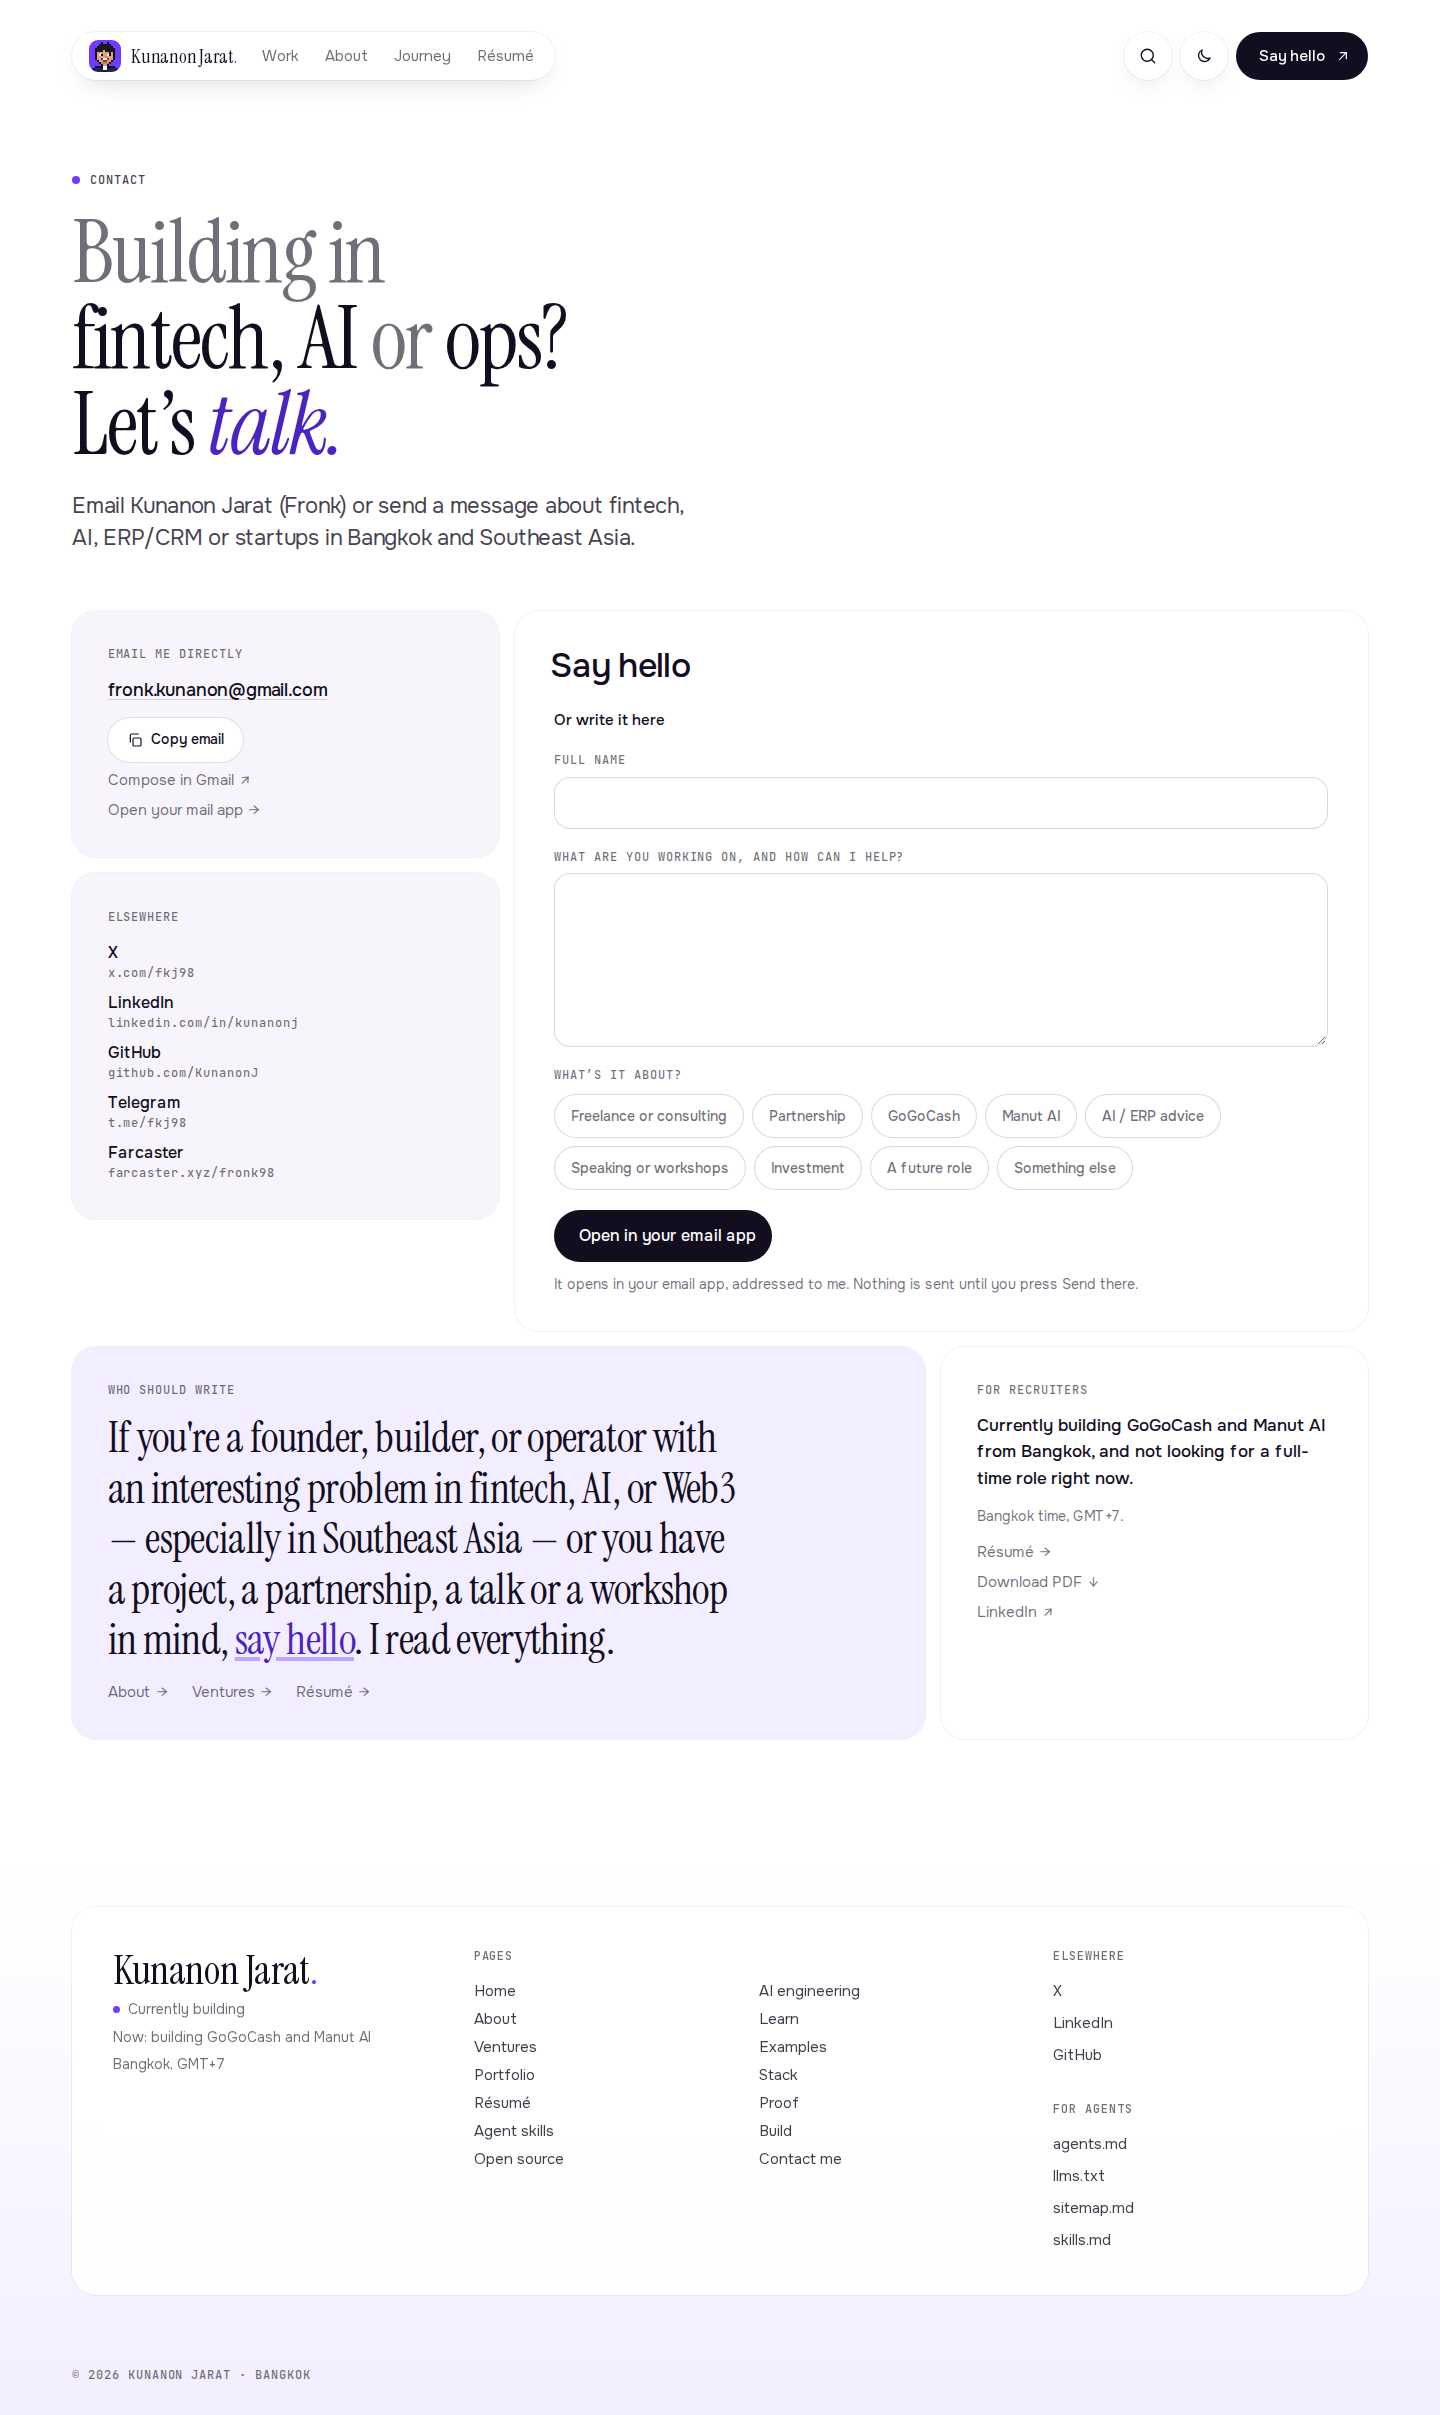 Kunanon Jarat.
Work
About
Journey
Résumé
Say hello
CONTACT
Building in
fintech, AI or ops?
Let’s talk.
Email Kunanon Jarat (Fronk) or send a message about fintech,
AI, ERP/CRM or startups in Bangkok and Southeast Asia.
EMAIL ME DIRECTLY
fronk.kunanon@gmail.com
Copy email
Compose in Gmail ↗
Open your mail app →
ELSEWHERE
X
x.com/fkj98
LinkedIn
linkedin.com/in/kunanonj
GitHub
github.com/KunanonJ
Telegram
t.me/fkj98
Farcaster
farcaster.xyz/fronk98
Say hello
Or write it here
FULL NAME
WHAT ARE YOU WORKING ON, AND HOW CAN I HELP?
WHAT’S IT ABOUT?
Freelance or consulting
Partnership
GoGoCash
Manut AI
AI / ERP advice
Speaking or workshops
Investment
A future role
Something else
Open in your email app
It opens in your email app, addressed to me. Nothing is sent until you press Send there.
WHO SHOULD WRITE
If you're a founder, builder, or operator with
an interesting problem in fintech, AI, or Web3
— especially in Southeast Asia — or you have
a project, a partnership, a talk or a workshop
in mind, say hello. I read everything.
About →
Ventures →
Résumé →
FOR RECRUITERS
Currently building GoGoCash and Manut AI
from Bangkok, and not looking for a full-
time role right now.
Bangkok time, GMT+7.
Résumé →
Download PDF ↓
LinkedIn ↗
Kunanon Jarat.
Currently building
Now: building GoGoCash and Manut AI
Bangkok, GMT+7
PAGES
Home
About
Ventures
Portfolio
Résumé
Agent skills
Open source
AI engineering
Learn
Examples
Stack
Proof
Build
Contact me
ELSEWHERE
X
LinkedIn
GitHub
FOR AGENTS
agents.md
llms.txt
sitemap.md
skills.md
© 2026 KUNANON JARAT · BANGKOK